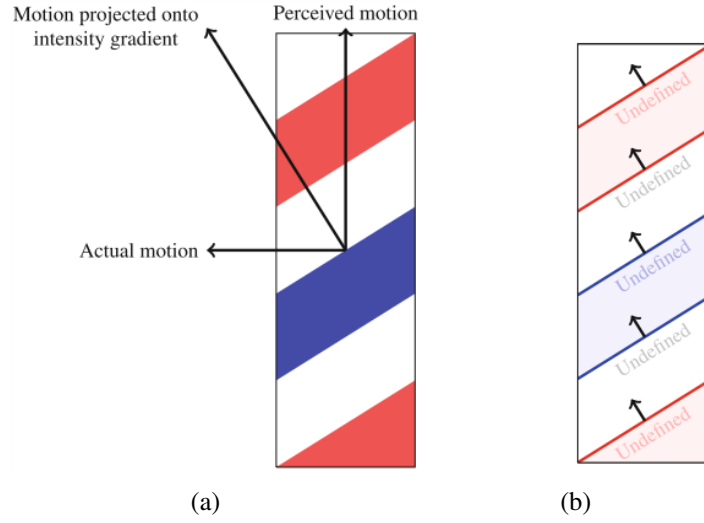 Motion projected onto
intensity gradient
Perceived motion
Actual motion
Undefined
Undefined
Undefined
Undefined
Undefined
(a)
(b)